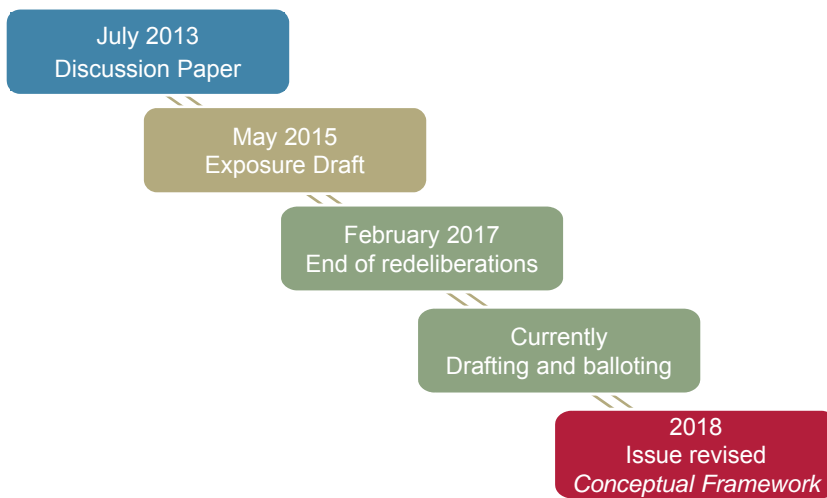 July 2013
Discussion Paper
May 2015
Exposure Draft
February 2017
End of redeliberations
Currently
Drafting and balloting
2018
Issue revised
Conceptual Framework